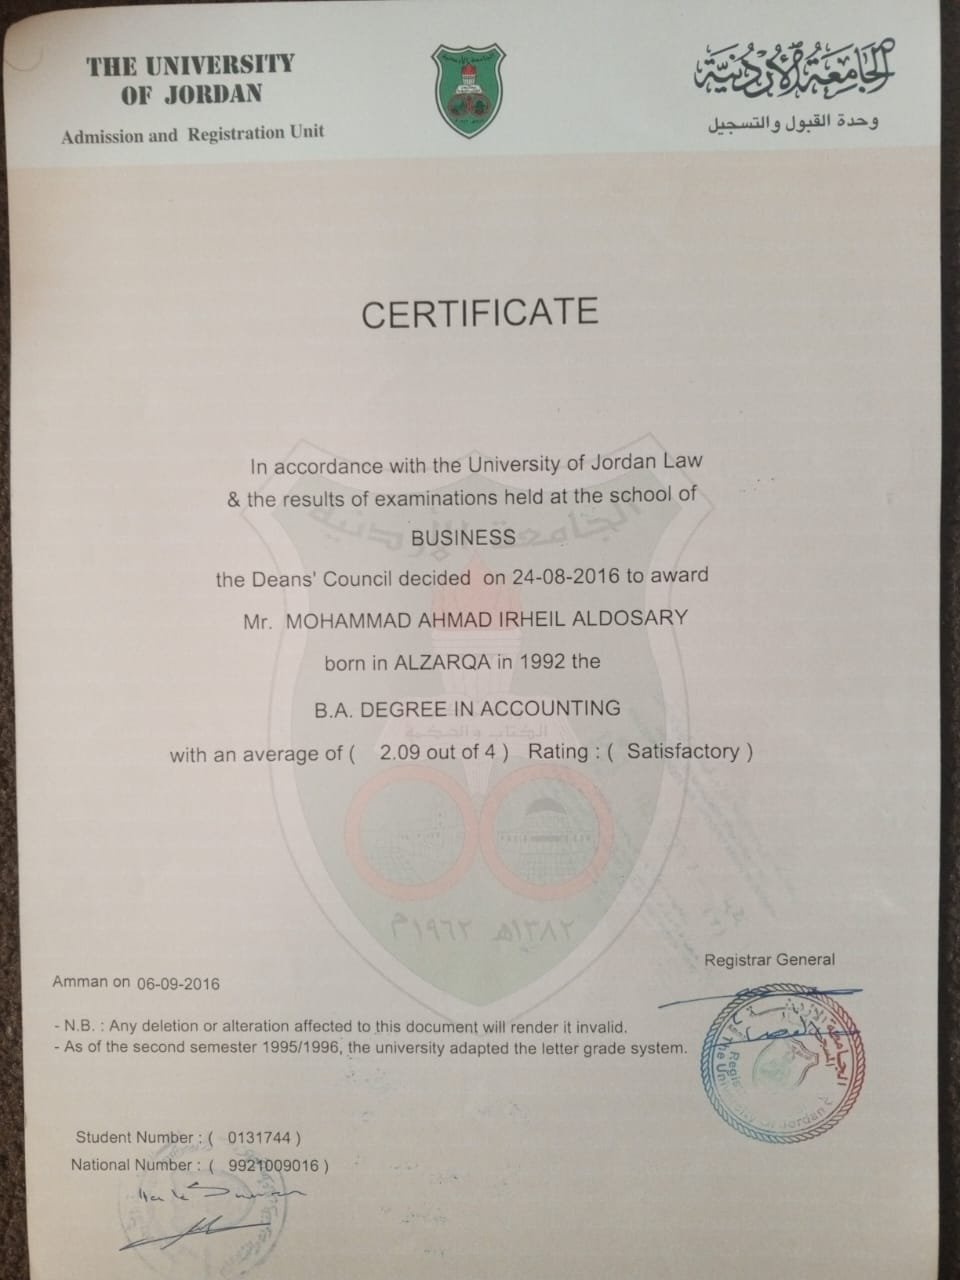 THE UNIVERSITY
OF JORDAN
Admission and Registration Unit
الجامعة الأردنية
وحدة القبول والتسجيل
CERTIFICATE
In accordance with the University of Jordan Law
& the results of examinations held at the school of
BUSINESS
the Deans' Council decided on 24-08-2016 to award
Mr. MOHAMMAD AHMAD IRHEIL ALDOSARY
born in ALZARQA in 1992 the
B.A. DEGREE IN ACCOUNTING
with an average of ( 2.09 out of 4 ) Rating : ( Satisfactory )
الجامعة الأردنية
١٣٨٢هـ ١٩٦٢م
Registrar General
Amman on 06-09-2016
- N.B. : Any deletion or alteration affected to this document will render it invalid.
- As of the second semester 1995/1996, the university adapted the letter grade system.
Student Number : ( 0131744 )
National Number : ( 9921009016 )